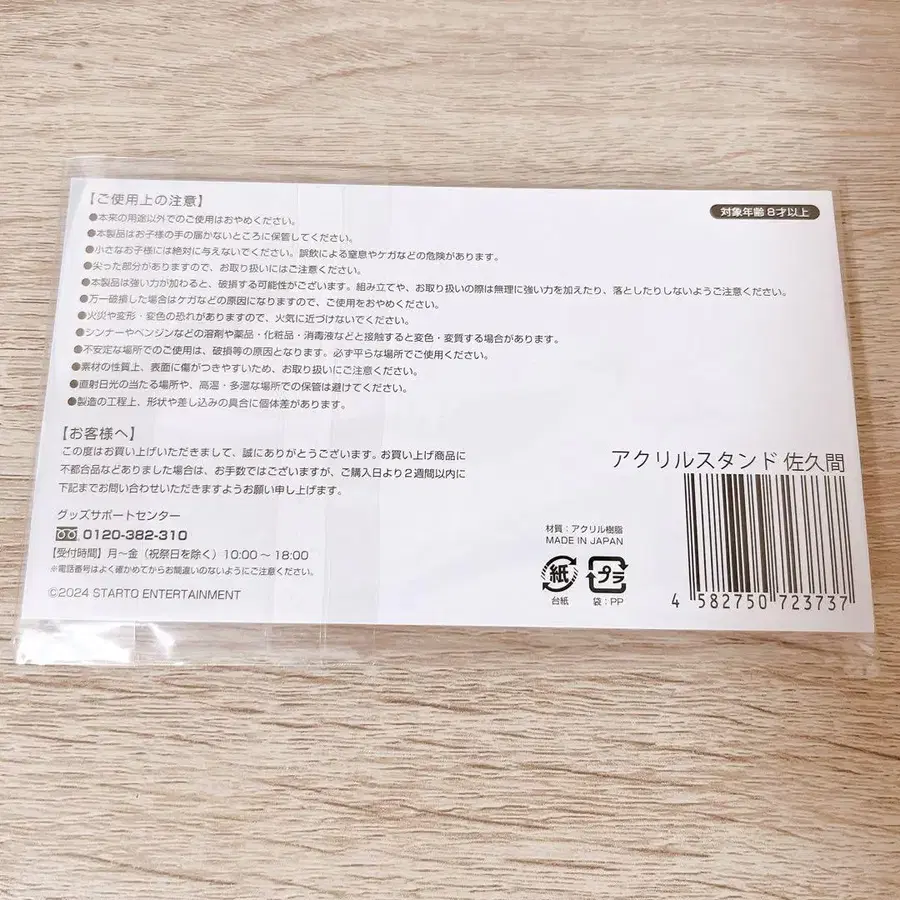 【ご使用上の注意】
対象年齢 8才以上
●本来の用途以外でのご使用はおやめください。
●本製品はお子様の手の届かないところに保管してください。
●小さなお子様には絶対に与えないでください。誤飲による窒息やケガなどの危険があります。
●尖った部分がありますので、お取り扱いにはご注意ください。
●本製品は強い力が加わると、破損する可能性がございます。組み立てや、お取り扱いの際は無理に強い力を加えたり、落としたりしないようご注意ください。
●万一破損した場合はケガなどの原因になりますので、ご使用をおやめください。
●火災や変形・変色の恐れがありますので、火気に近づけないでください。
●シンナーやベンジンなどの溶剤や薬品・化粧品・消毒液などと接触すると変色・変質する場合があります。
●不安定な場所でのご使用は、破損等の原因となります。必ず平らな場所でご使用ください。
●素材の性質上、表面に傷がつきやすいため、お取り扱いにご注意ください。
●直射日光の当たる場所や、高温・多湿な場所での保管は避けてください。
●製造の工程上、形状や差し込みの具合に個体差があります。
【お客様へ】
この度はお買い上げいただきまして、誠にありがとうございます。お買い上げ商品に
不都合品などありました場合は、お手数ではございますが、ご購入日より2週間以内に
下記までお問い合わせいただきますようお願い申し上げます。
グッズサポートセンター
0120-382-310
【受付時間】月〜金(祝祭日を除く)10:00〜18:00
※電話番号はよく確かめてからお間違いのないようにご注意ください。
©2024 STARTO ENTERTAINMENT
アクリルスタンド 佐久間
材質:アクリル樹脂
MADE IN JAPAN
紙 プラ
台紙 袋:PP
4 582750 723737